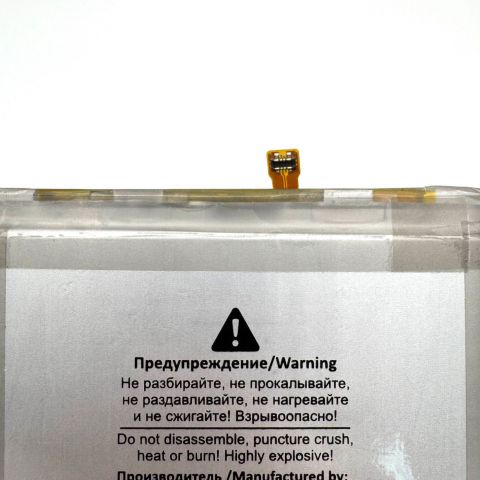 Предупреждение/Warning
Не разбирайте, не прокалывайте,
не раздавливайте, не нагревайте
и не сжигайте! Взрывоопасно!
Do not disassemble, puncture crush,
heat or burn! Highly explosive!
Производитель /Manufactured by: